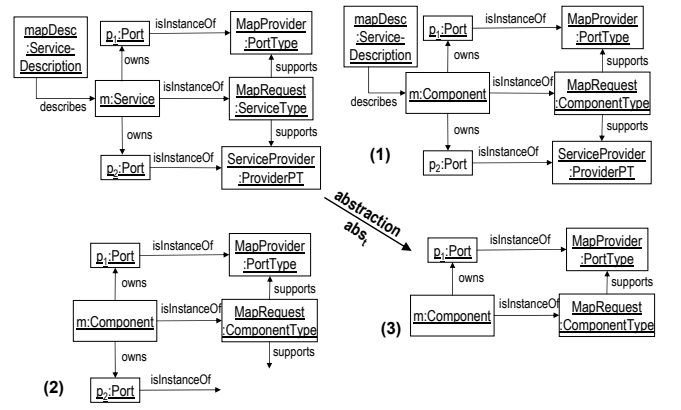 mapDesc
:Service-
Description
p1:Port
isInstanceOf
MapProvider
:PortType
owns
supports
describes
m:Service
isInstanceOf
MapRequest
:ServiceType
owns
supports
p2:Port
isInstanceOf
ServiceProvider
:ProviderPT
(1)
mapDesc
:Service-
Description
p1:Port
isInstanceOf
MapProvider
:PortType
owns
supports
describes
m:Component
isInstanceOf
MapRequest
:ComponentType
owns
supports
p2:Port
isInstanceOf
ServiceProvider
:ProviderPT
abstraction
abst
p1:Port
isInstanceOf
MapProvider
:PortType
owns
supports
m:Component
isInstanceOf
MapRequest
:ComponentType
owns
supports
(2)
p2:Port
isInstanceOf
p1:Port
isInstanceOf
MapProvider
:PortType
owns
supports
m:Component
isInstanceOf
MapRequest
:ComponentType
(3)